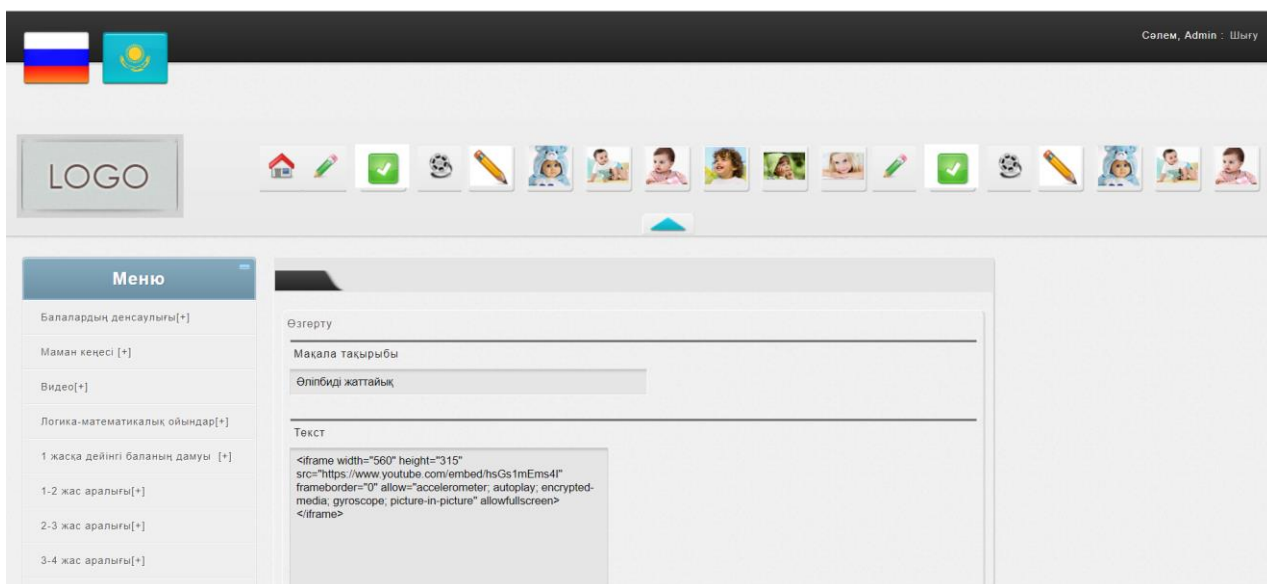 Сәлем, Admin : Шығу
LOGO
Меню
Балалардың денсаулығы[+]
Маман кеңесі [+]
Видео[+]
Логика-математикалық ойындар[+]
1 жасқа дейінгі баланың дамуы [+]
1-2 жас аралығы[+]
2-3 жас аралығы[+]
3-4 жас аралығы[+]
Өзгерту
Мақала тақырыбы
Әліпбиді жаттайық
Текст
<iframe width="560" height="315"
src="https://www.youtube.com/embed/hsGs1mEms4I"
frameborder="0" allow="accelerometer; autoplay; encrypted-
media; gyroscope; picture-in-picture" allowfullscreen>
</iframe>